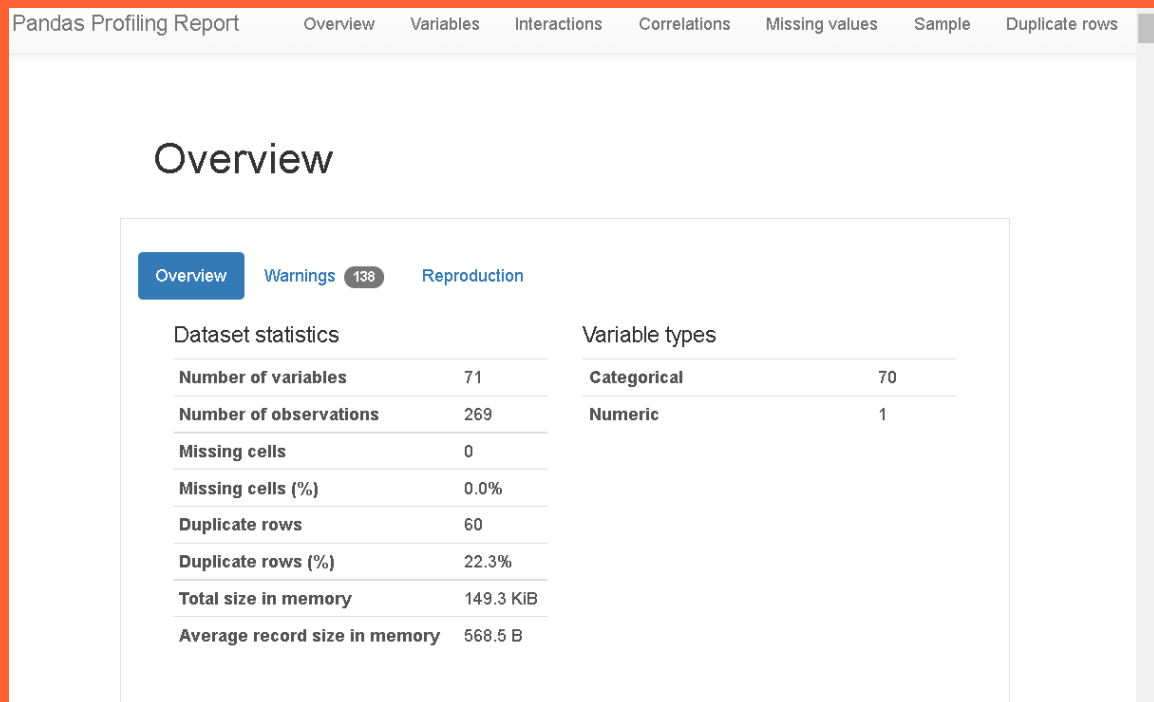 Pandas Profiling Report Overview Variables Interactions Correlations Missing values Sample Duplicate rows
Overview
Overview Warnings 138 Reproduction
Dataset statistics
Number of variables 71
Number of observations 269
Missing cells 0
Missing cells (%) 0.0%
Duplicate rows 60
Duplicate rows (%) 22.3%
Total size in memory 149.3 KiB
Average record size in memory 568.5 B
Variable types
Categorical 70
Numeric 1